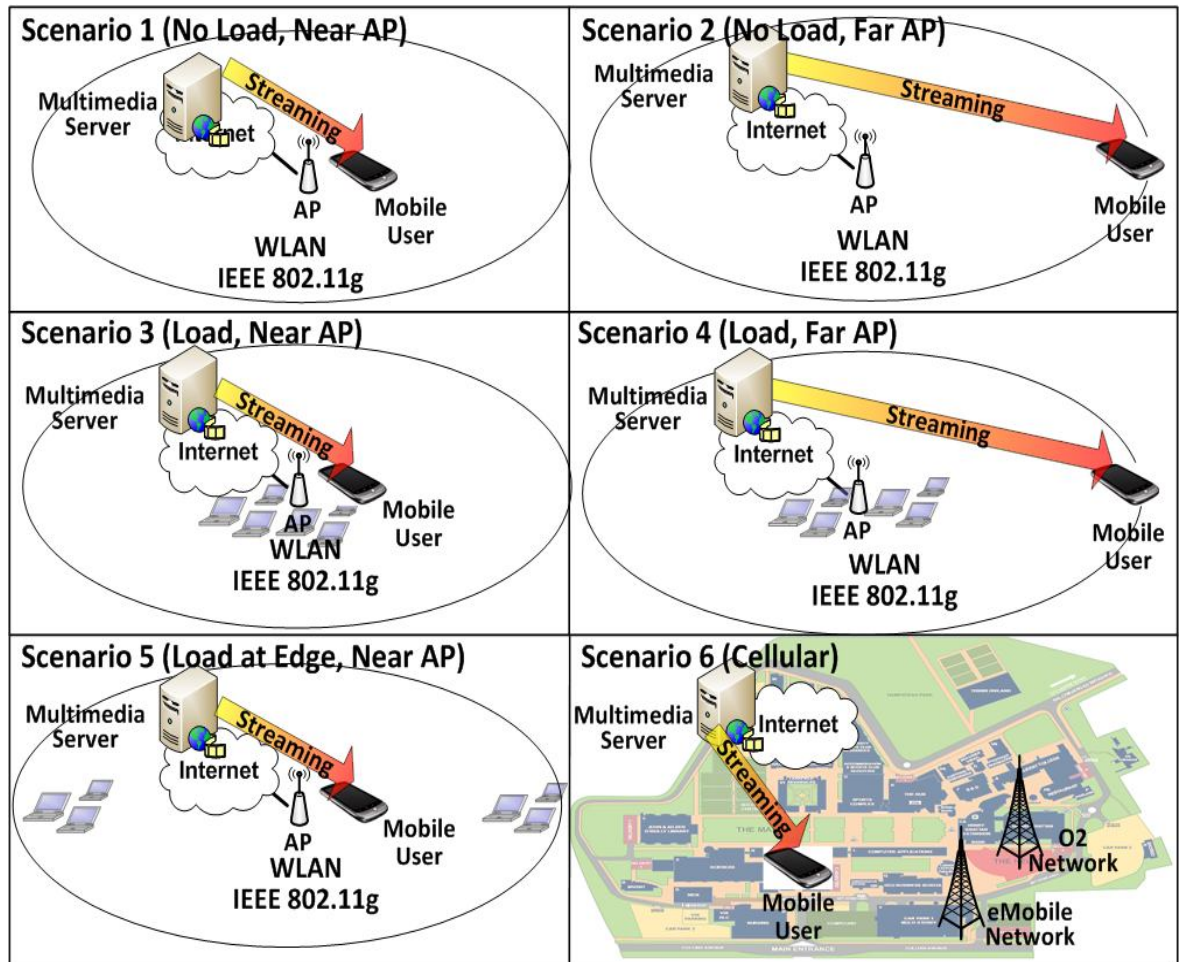 Scenario 1 (No Load, Near AP)
Multimedia
Server
Streaming
Internet
AP
Mobile
User
WLAN
IEEE 802.11g
Scenario 2 (No Load, Far AP)
Multimedia
Server
Streaming
Internet
AP
Mobile
User
WLAN
IEEE 802.11g
Scenario 3 (Load, Near AP)
Multimedia
Server
Streaming
Internet
AP
Mobile
User
WLAN
IEEE 802.11g
Scenario 4 (Load, Far AP)
Multimedia
Server
Streaming
Internet
AP
Mobile
User
WLAN
IEEE 802.11g
Scenario 5 (Load at Edge, Near AP)
Multimedia
Server
Streaming
Internet
AP
Mobile
User
WLAN
IEEE 802.11g
Scenario 6 (Cellular)
Multimedia
Server
Internet
Streaming
THE MA
O2
Network
Mobile
User
eMobile
Network
MAIN ENTRANCE